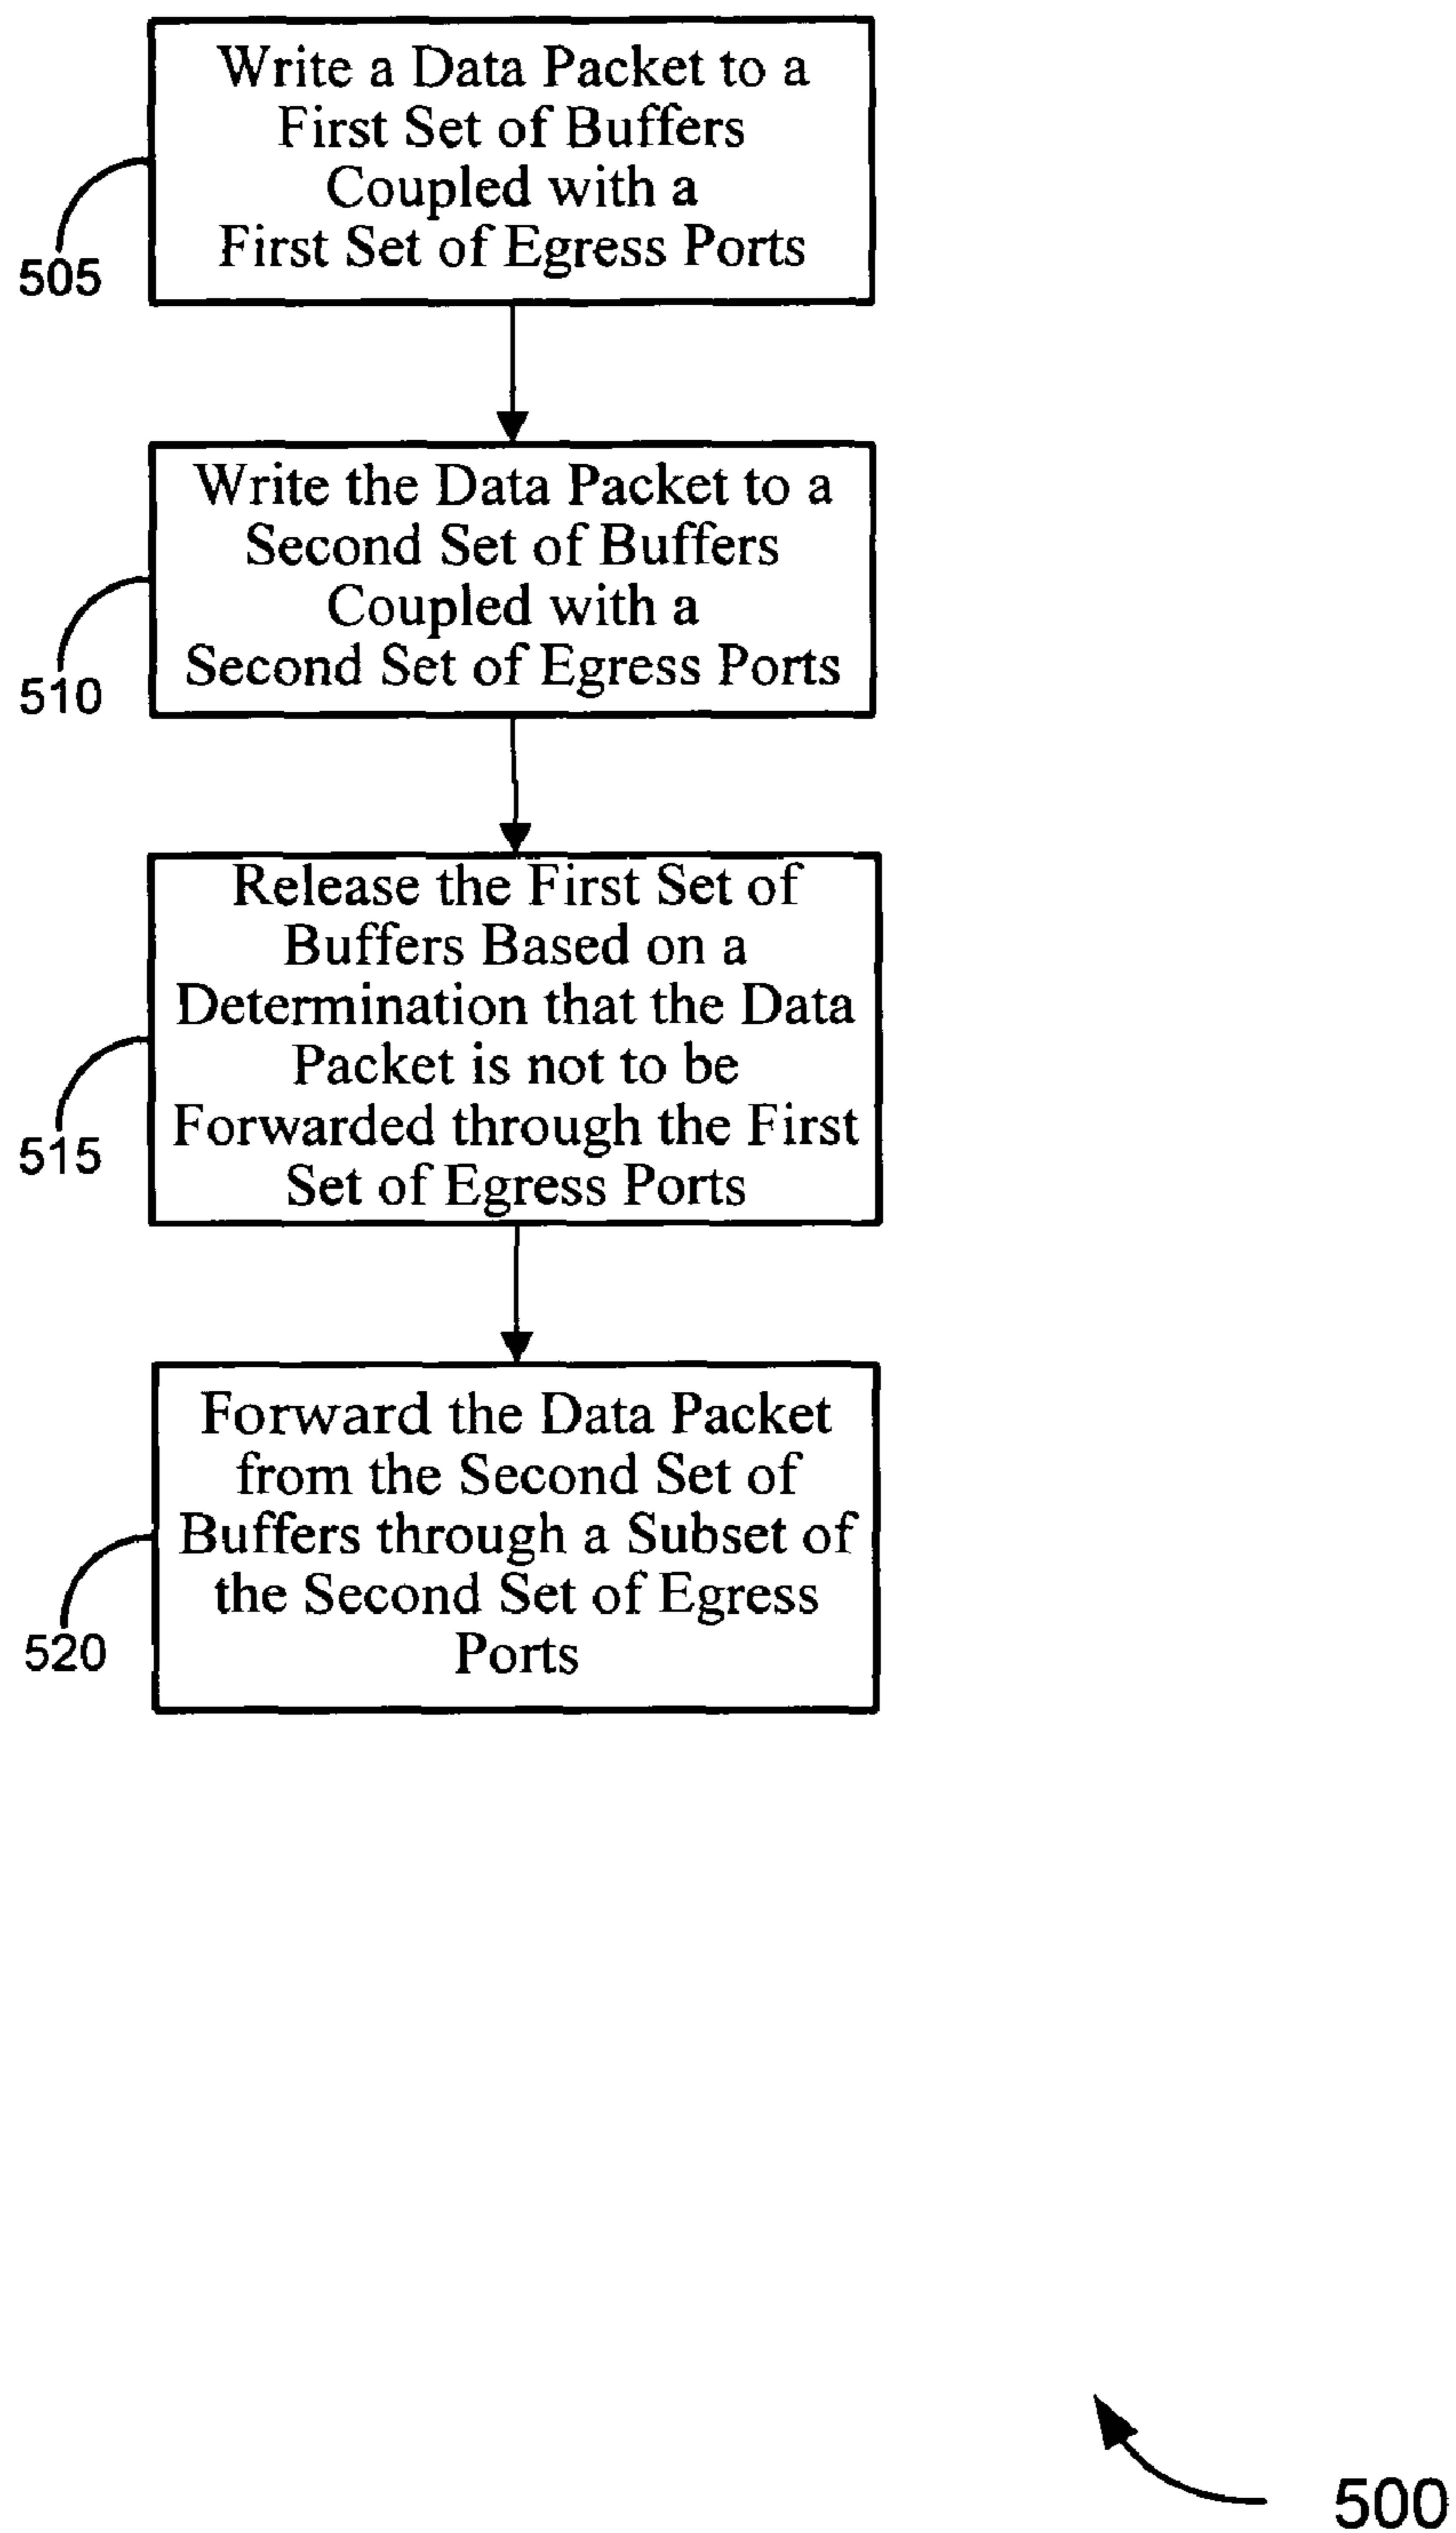 Write a Data Packet to a
First Set of Buffers
Coupled with a
First Set of Egress Ports
505
Write the Data Packet to a
Second Set of Buffers
Coupled with a
Second Set of Egress Ports
510
Release the First Set of
Buffers Based on a
Determination that the Data
Packet is not to be
Forwarded through the First
Set of Egress Ports
515
Forward the Data Packet
from the Second Set of
Buffers through a Subset of
the Second Set of Egress
Ports
520
500